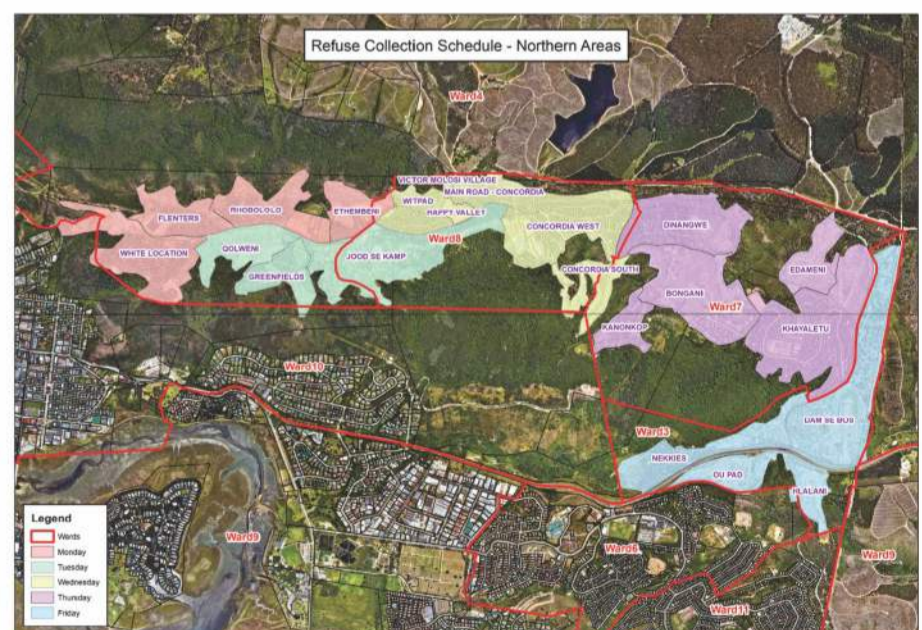 Refuse Collection Schedule - Northern Areas
Ward4
VICTOR MOLOSI VILLAGE
MAIN ROAD - CONCORDIA
WITPAD
HAPPY VALLEY
FLENTERS
RHOBOLOLO
ETHEMBENI
CONCORDIA WEST
DINANGWE
Ward8
WHITE LOCATION
QOLWENI
JOOD SE KAMP
GREENFIELDS
CONCORDIA SOUTH
EDAMENI
BONGANI
Ward7
KANONKOP
KHAYALETU
Ward10
DAM SE BOS
Ward3
NEKKIES
OU PAD
HLALANI
Ward9
Ward6
Ward9
Ward11
Legend
Wards
Monday
Tuesday
Wednesday
Thursday
Friday